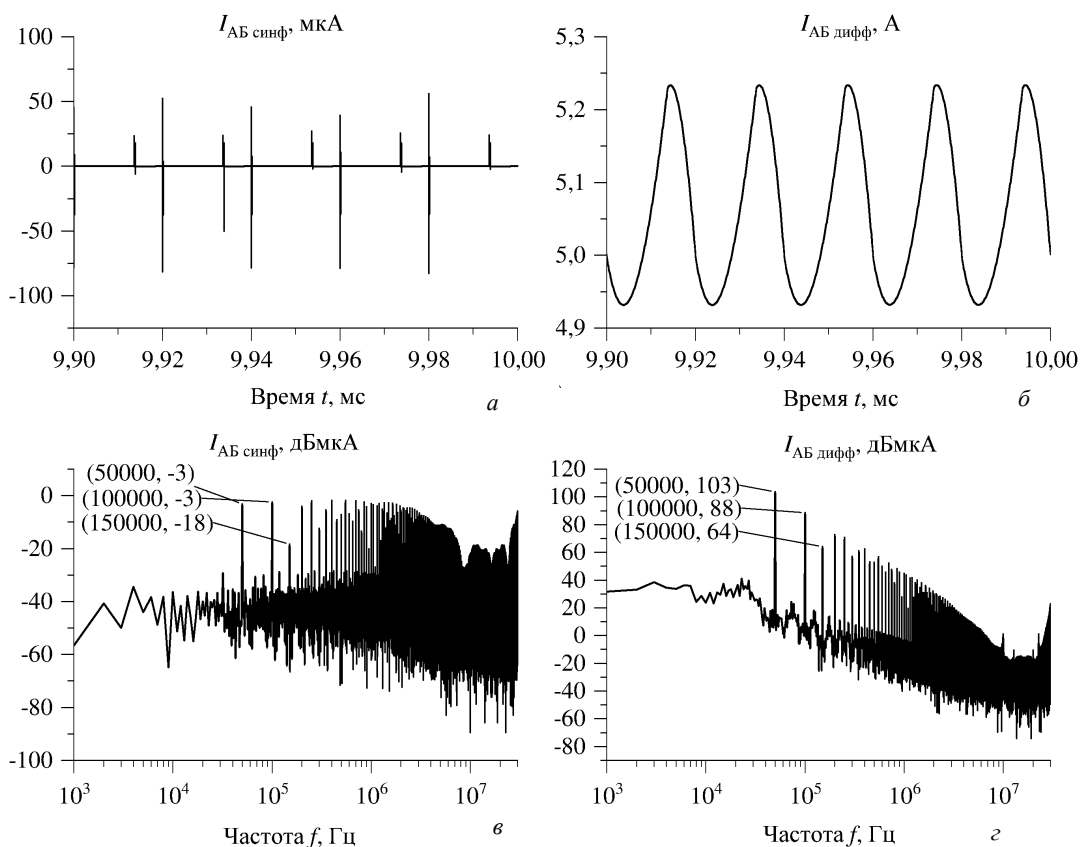 I АБ синф, мкА
100
50
0
-50
-100
9,90 9,92 9,94 9,96 9,98 10,00
Время t, мс
а
I АБ дифф, А
5,3
5,2
5,1
5,0
4,9
9,90 9,92 9,94 9,96 9,98 10,00
Время t, мс
б
I АБ синф, дБмкА
(50000, -3)
(100000, -3)
(150000, -18)
0
-20
-40
-60
-80
-100
10³ 10⁴ 10⁵ 10⁶ 10⁷
Частота f, Гц
в
I АБ дифф, дБмкА
(50000, 103)
(100000, 88)
(150000, 64)
120
100
80
60
40
20
0
-20
-40
-60
-80
10³ 10⁴ 10⁵ 10⁶ 10⁷
Частота f, Гц
г